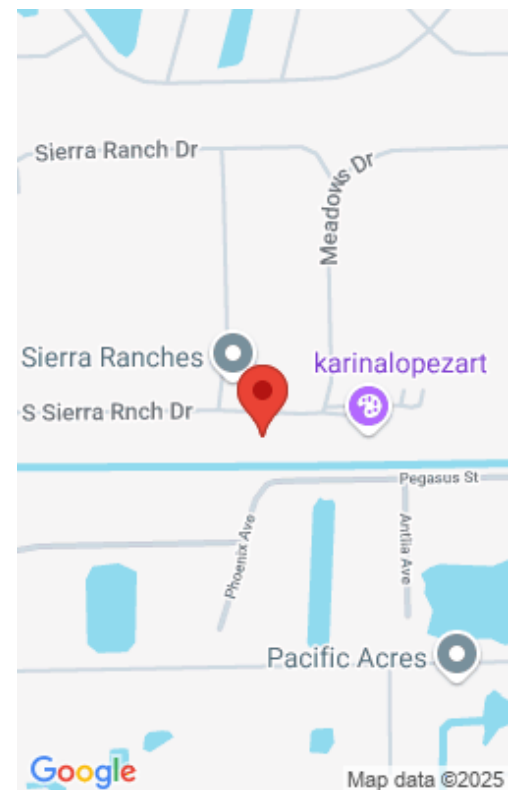 Sierra Ranch Dr
Meadows Dr
Sierra Ranches
karinalopezart
S Sierra Rnch Dr
Pegasus St
Phoenix Ave
Antlia Ave
Pacific Acres
Google
Map data ©2025